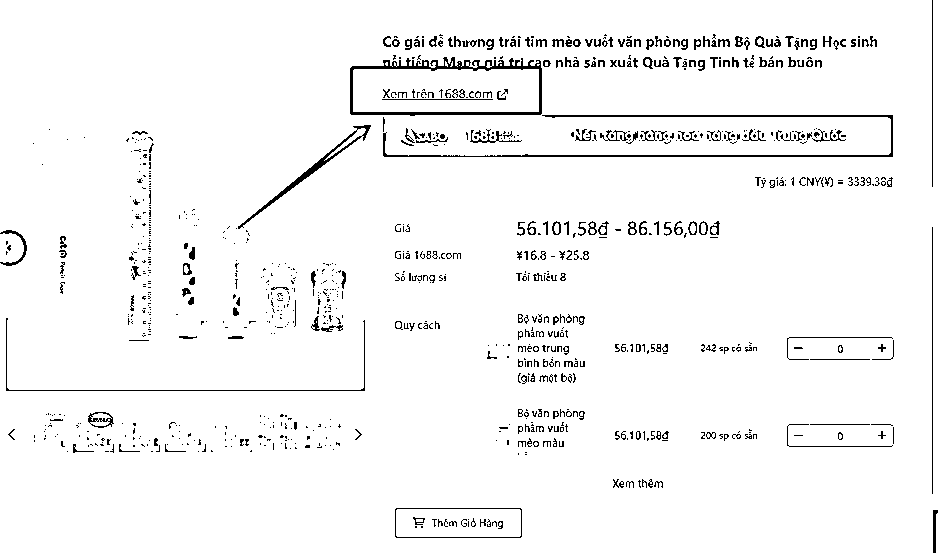 Cô gái dễ thương trái tim mèo vuốt văn phòng phẩm Bộ Quà Tặng Học sinh
nổi tiếng Mạng giá trị cao nhà sản xuất Quà Tặng Tinh tế bán buôn
Xem trên 1688.com
SABO 1688 Nền tảng hàng hoá hàng đầu Trung Quốc
Tỷ giá: 1 CNY(¥) = 3339.38₫
Giá 56.101,58₫ - 86.156,00₫
Giá 1688.com ¥16.8 - ¥25.8
Số lượng sỉ Tối thiểu 8
Quy cách
Bộ văn phòng
phẩm vuốt
mèo trung
bình bốn màu
(giá một bộ)
56.101,58₫ 242 sp có sẵn − 0 +
Bộ văn phòng
phẩm vuốt
mèo màu
56.101,58₫ 200 sp có sẵn − 0 +
Xem thêm
Thêm Giỏ Hàng